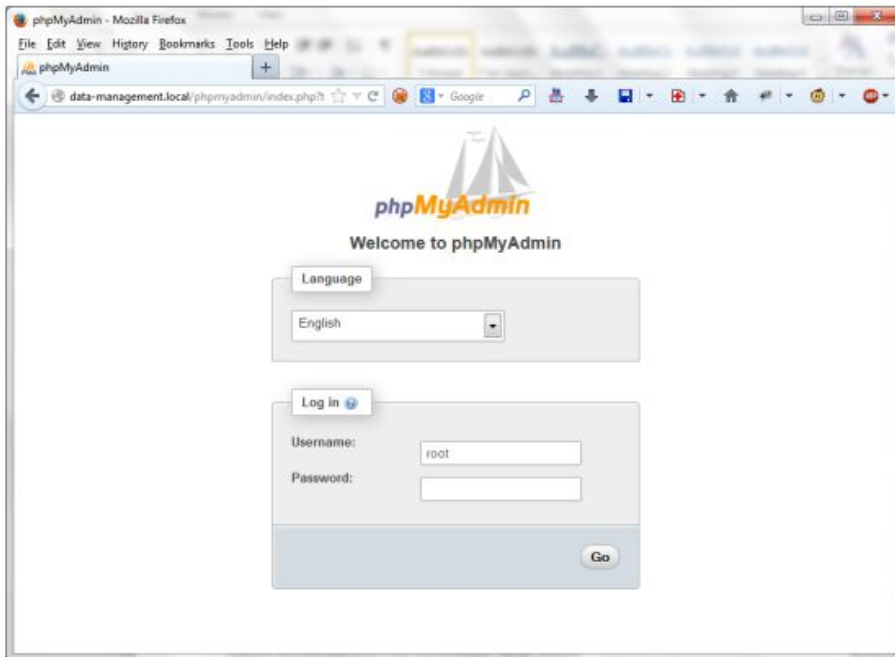 phpMyAdmin - Mozilla Firefox
File Edit View History Bookmarks Tools Help
phpMyAdmin +
data-management.local/phpmyadmin/index.php?t Google
phpMyAdmin
Welcome to phpMyAdmin
Language
English
Log in
Username:
root
Password:
Go